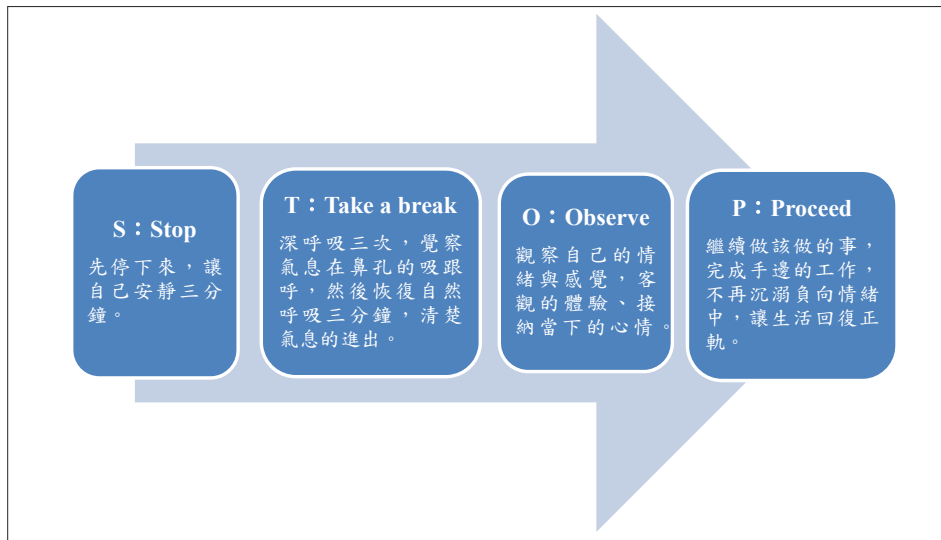 S：Stop
先停下來，讓
自己安靜三分
鐘。
T：Take a break
深呼吸三次，覺察
氣息在鼻孔的吸跟
呼，然後恢復自然
呼吸三分鐘，清楚
氣息的進出。
O：Observe
觀察自己的情
緒與感覺，客
觀的體驗、接
納當下的心情。
P：Proceed
繼續做該做的事，
完成手邊的工作，
不再沉溺負向情緒
中，讓生活回復正
軌。